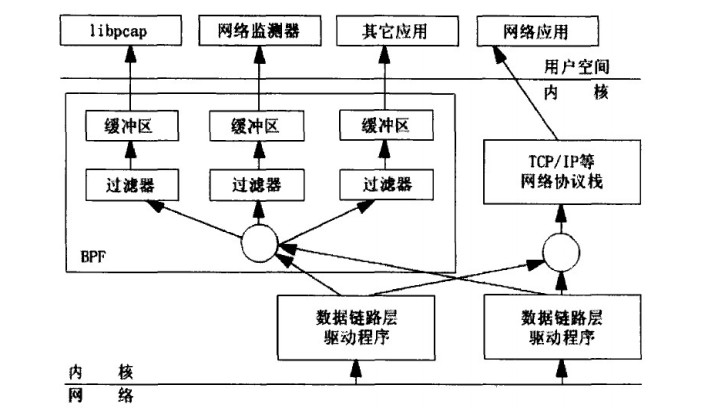 libpcap
网络监测器
其它应用
网络应用
用户空间
内 核
缓冲区
缓冲区
缓冲区
TCP/IP等
网络协议栈
过滤器
过滤器
过滤器
BPF
数据链路层
驱动程序
数据链路层
驱动程序
内 核
网 络